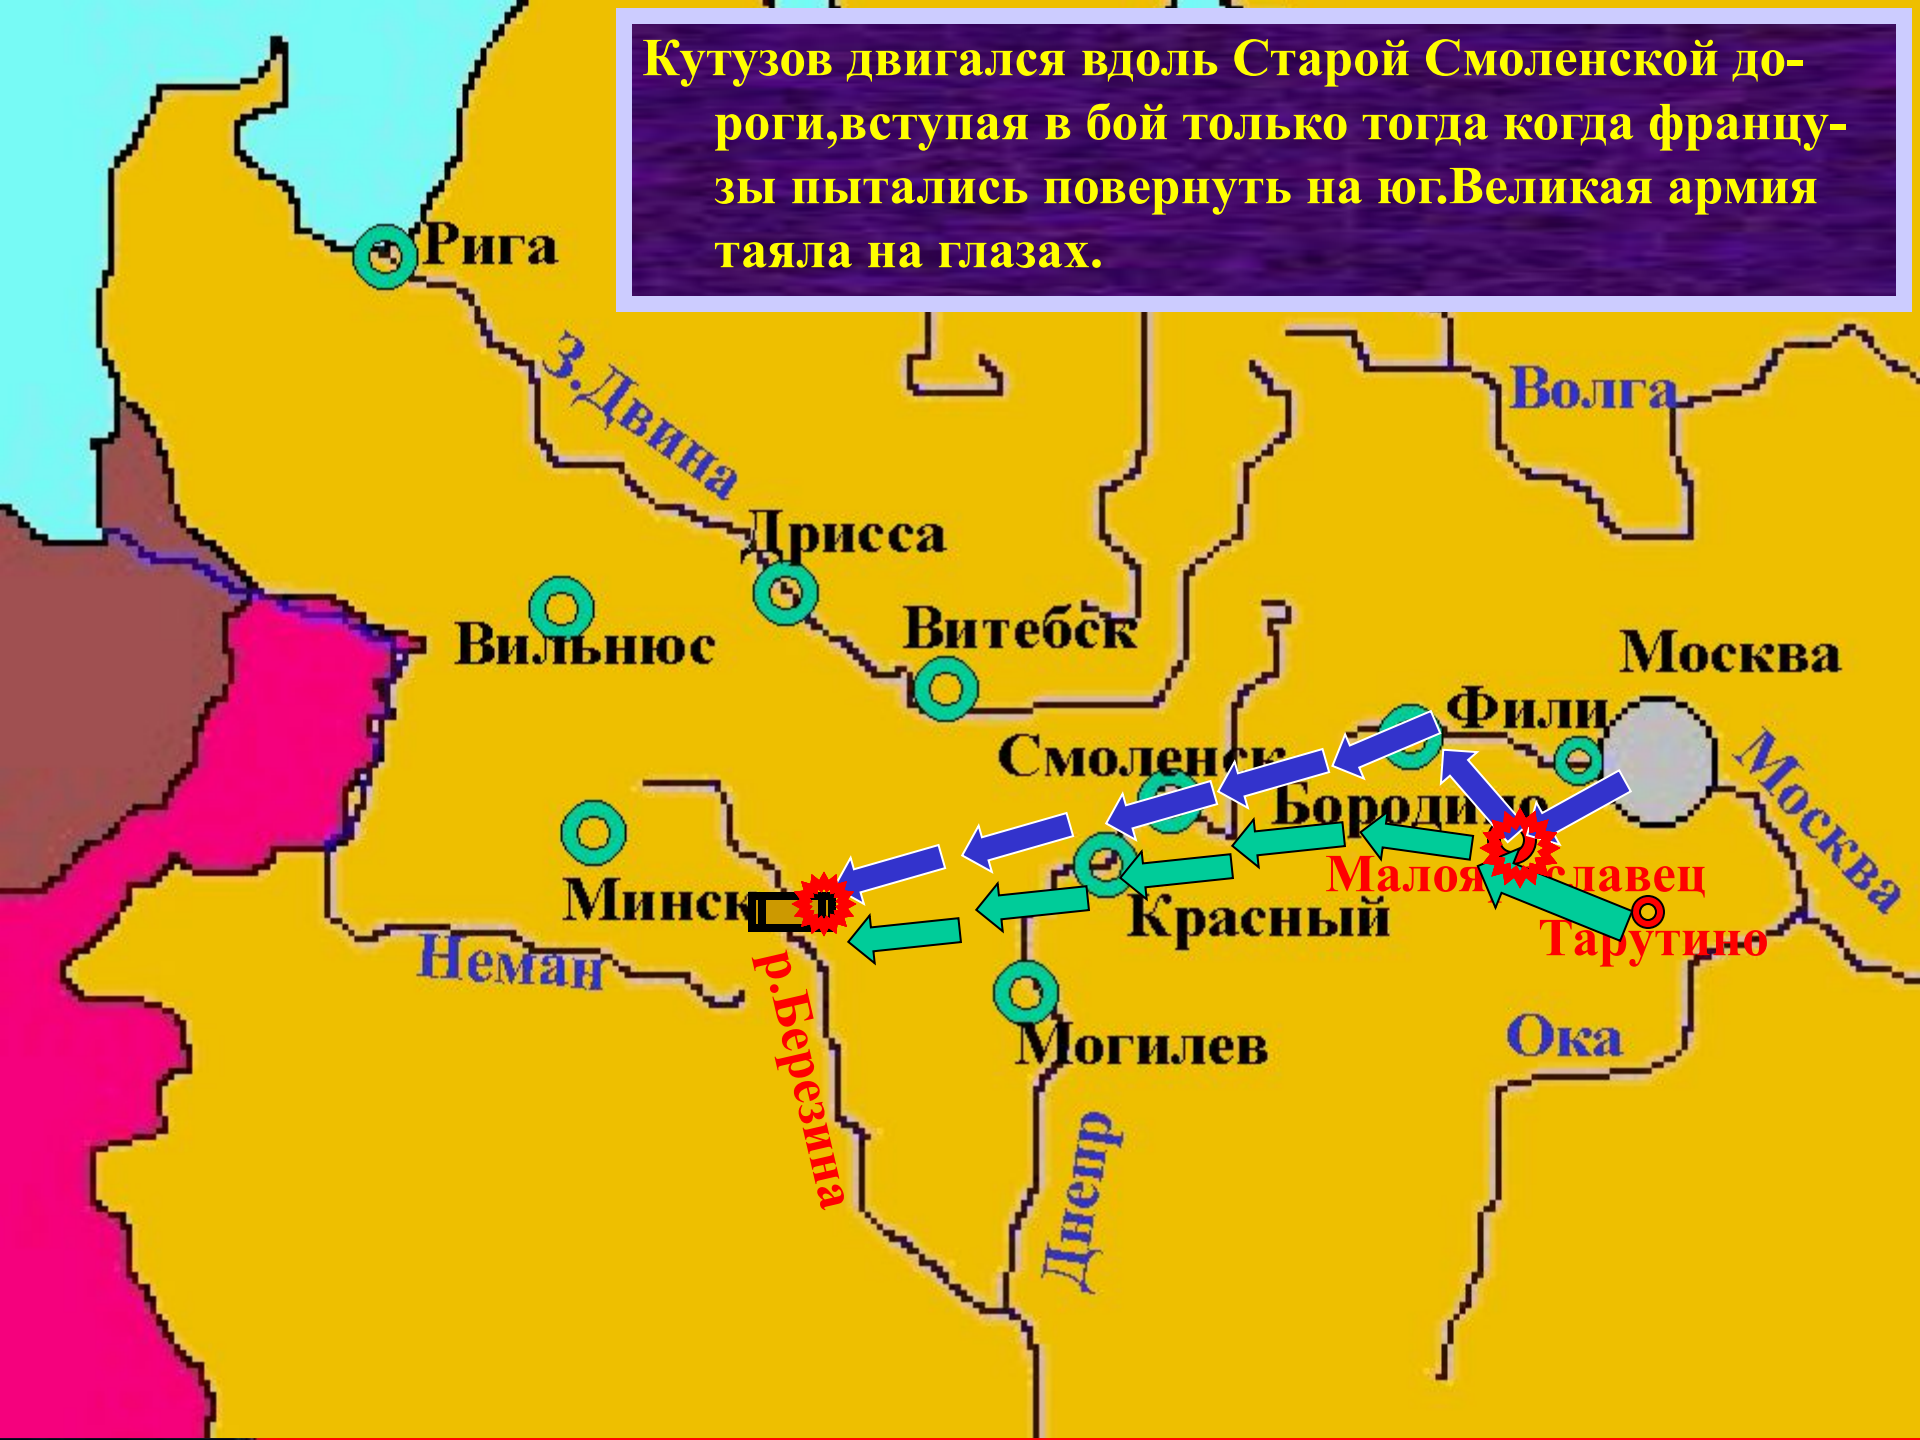 Кутузов двигался вдоль Старой Смоленской до-
роги,вступая в бой только тогда когда францу-
зы пытались повернуть на юг.Великая армия
таяла на глазах.
Рига
З.Двина
Волга
Дрисса
Вильнюс
Витебск
Москва
Фили
Смоленск
Москва
Бородино
Малоярославец
Минск
Красный
Тарутино
Неман
р.Березина
Могилев
Ока
Днепр